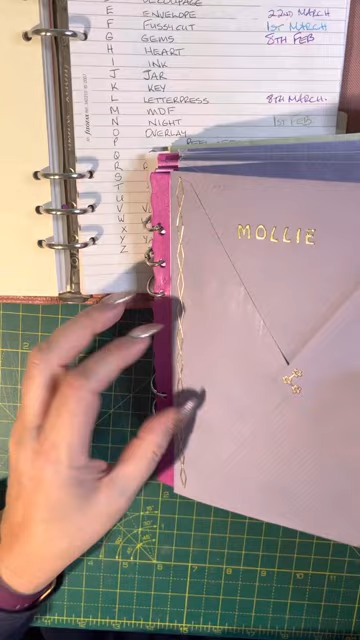 E ENVELOPE 22ND MARCH
F FUSSY CUT 1ST MARCH
G GEMS 8TH FEB
H HEART
I INK
J JAR
K KEY
L LETTERPRESS 8TH MARCH.
M MDF
N NIGHT 1ST FEB
O OVERLAY
P
Q
R
S
T
U
V
W
X
Y
Z
MOLLIE